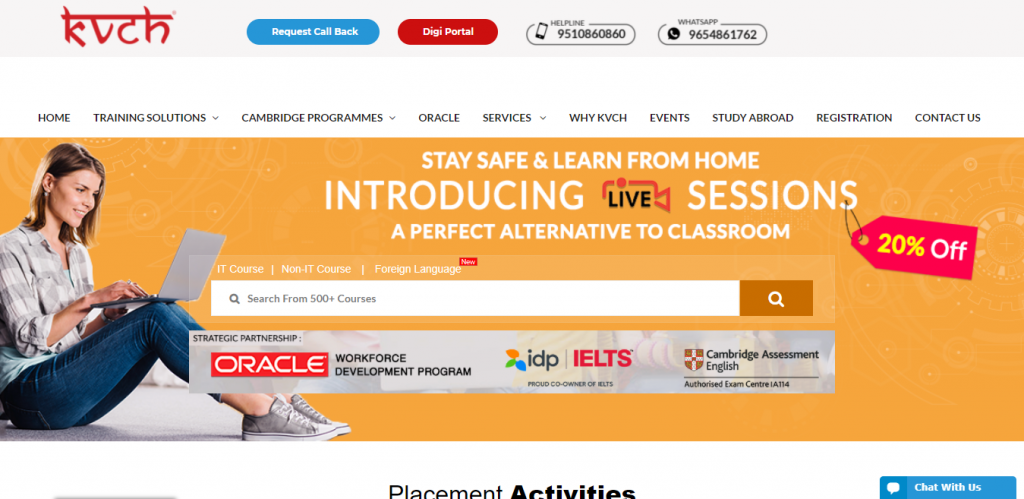 kvch®
Request Call Back
Digi Portal
HELPLINE
9510860860
WHATSAPP
9654861762
HOME TRAINING SOLUTIONS CAMBRIDGE PROGRAMMES ORACLE SERVICES WHY KVCH EVENTS STUDY ABROAD REGISTRATION CONTACT US
STAY SAFE & LEARN FROM HOME
INTRODUCING LIVE SESSIONS
A PERFECT ALTERNATIVE TO CLASSROOM
20% Off
IT Course | Non-IT Course | Foreign Language New
Search From 500+ Courses
STRATEGIC PARTNERSHIP :
ORACLE WORKFORCE
DEVELOPMENT PROGRAM
idp | IELTS
PROUD CO-OWNER OF IELTS
Cambridge Assessment
English
Authorised Exam Centre IA114
Placement Activities
Chat With Us